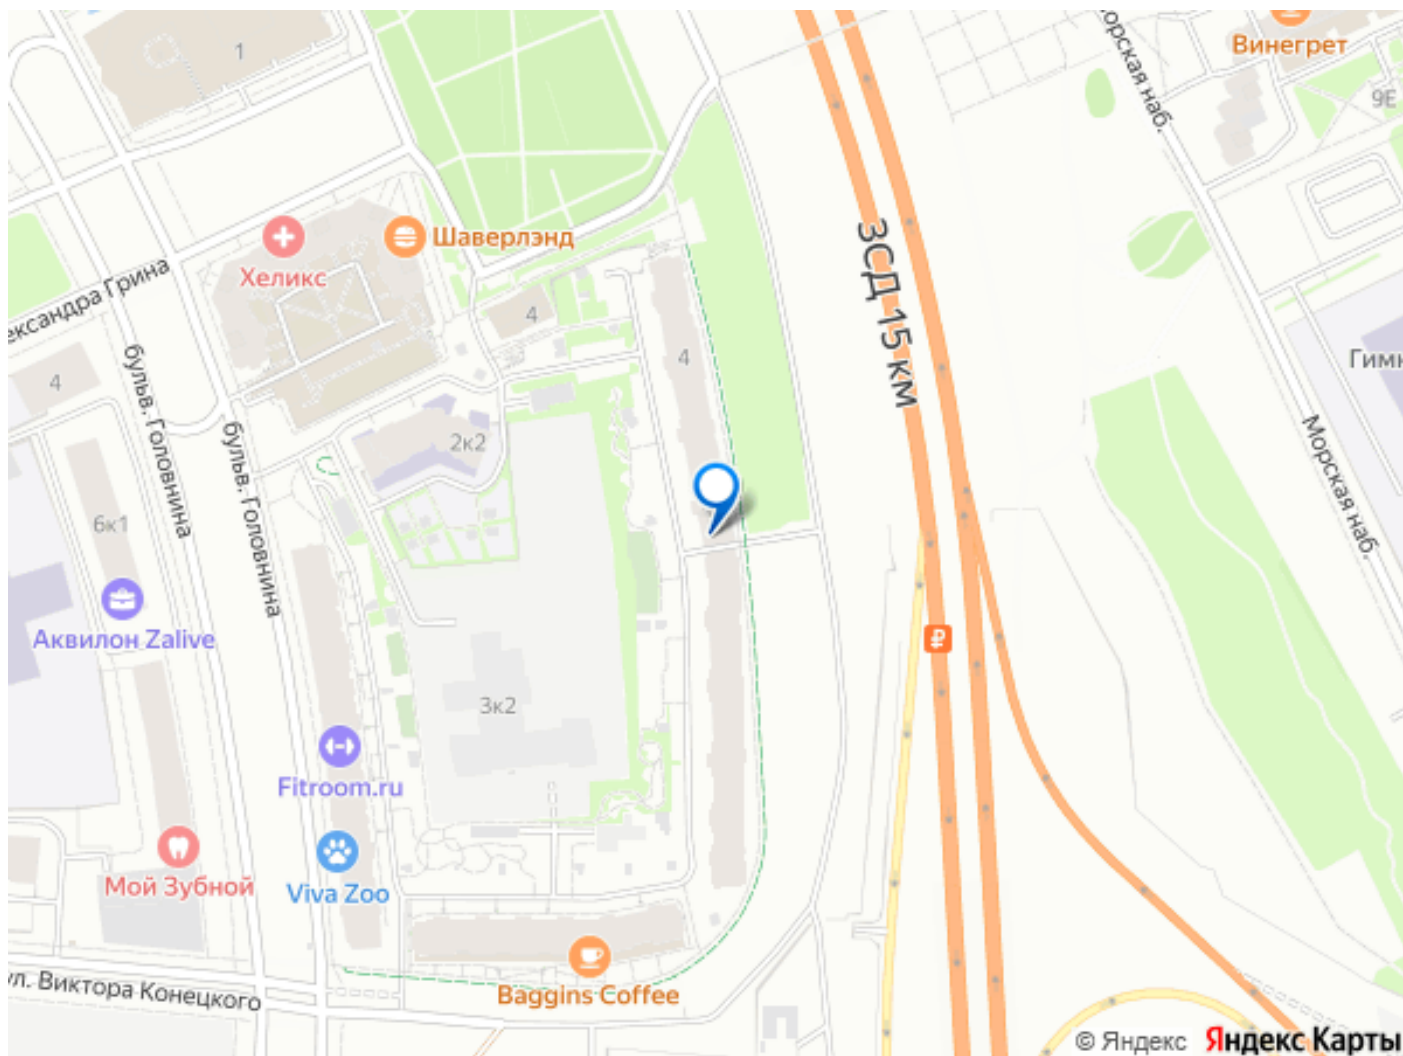 1
Морская наб.
Винегрет
9Е
Шаверлэнд
Хеликс
ександра Грина
4
4
ЗСД 15 км
4
бульв. Головнина
бульв. Головнина
2к2
6к1
Гимн
Морская наб.
Аквилон Zalive
3к2
Fitroom.ru
Мой Зубной
Viva Zoo
ул. Виктора Конецкого
Baggins Coffee
© Яндекс Яндекс Карты